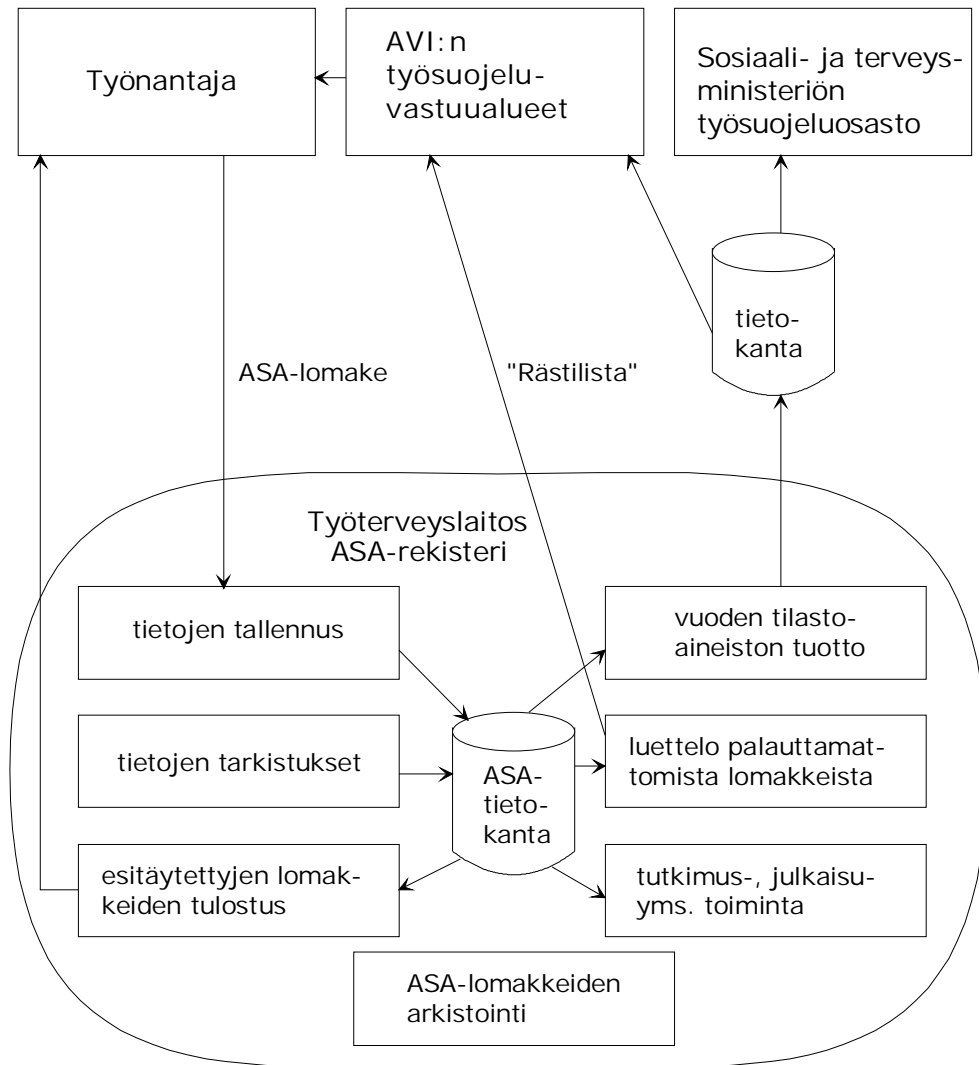 Työnantaja
AVI:n
työsuojelu-
vastuualueet
Sosiaali- ja terveys-
ministeriön
työsuojeluosasto
tieto-
kanta
ASA-lomake
"Rästilista"
Työterveyslaitos
ASA-rekisteri
tietojen tallennus
vuoden tilasto-
aineiston tuotto
tietojen tarkistukset
ASA-
tieto-
kanta
luettelo palauttamat-
tomista lomakkeista
esitäytettyjen lomak-
keiden tulostus
tutkimus-, julkaisu-
yms. toiminta
ASA-lomakkeiden
arkistointi